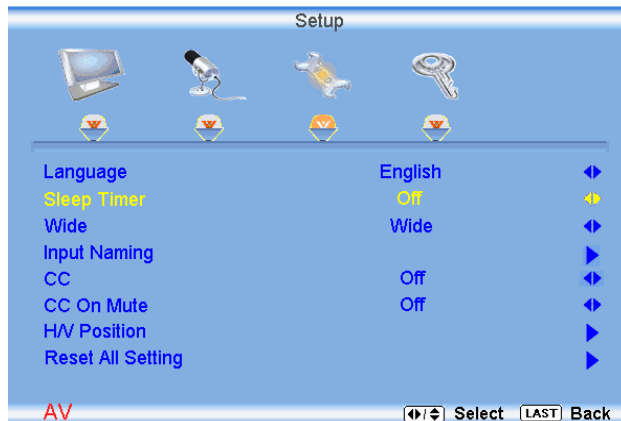 Setup
Language English
Sleep Timer Off
Wide Wide
Input Naming
CC Off
CC On Mute Off
H/V Position
Reset All Setting
AV Select LAST Back